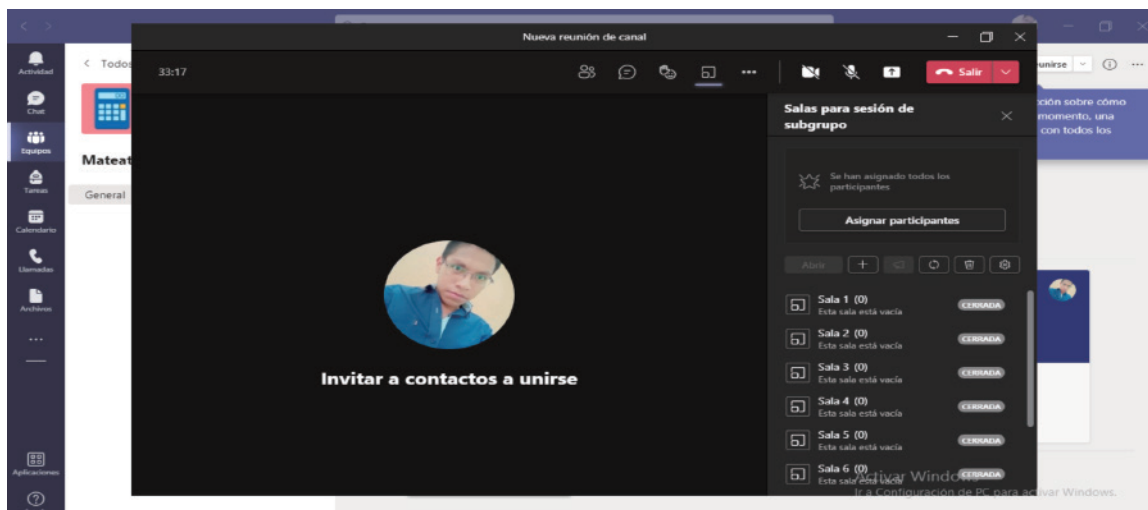 Nueva reunión de canal
Actividad
Chat
Equipos
Tareas
Calendario
Llamadas
Archivos
Aplicaciones
< Todos
Mateat
General
33:17
Salir
Invitar a contactos a unirse
Salas para sesión de
subgrupo
Se han asignado todos los
participantes
Asignar participantes
Abrir
Sala 1 (0)
Esta sala está vacía
CERRADA
Sala 2 (0)
Esta sala está vacía
CERRADA
Sala 3 (0)
Esta sala está vacía
CERRADA
Sala 4 (0)
Esta sala está vacía
CERRADA
Sala 5 (0)
Esta sala está vacía
CERRADA
Sala 6 (0)
Esta sala está vacía
CERRADA
unirse
ción sobre cómo
momento, una
con todos los
Activar Windows
Ir a Configuración de PC para activar Windows.